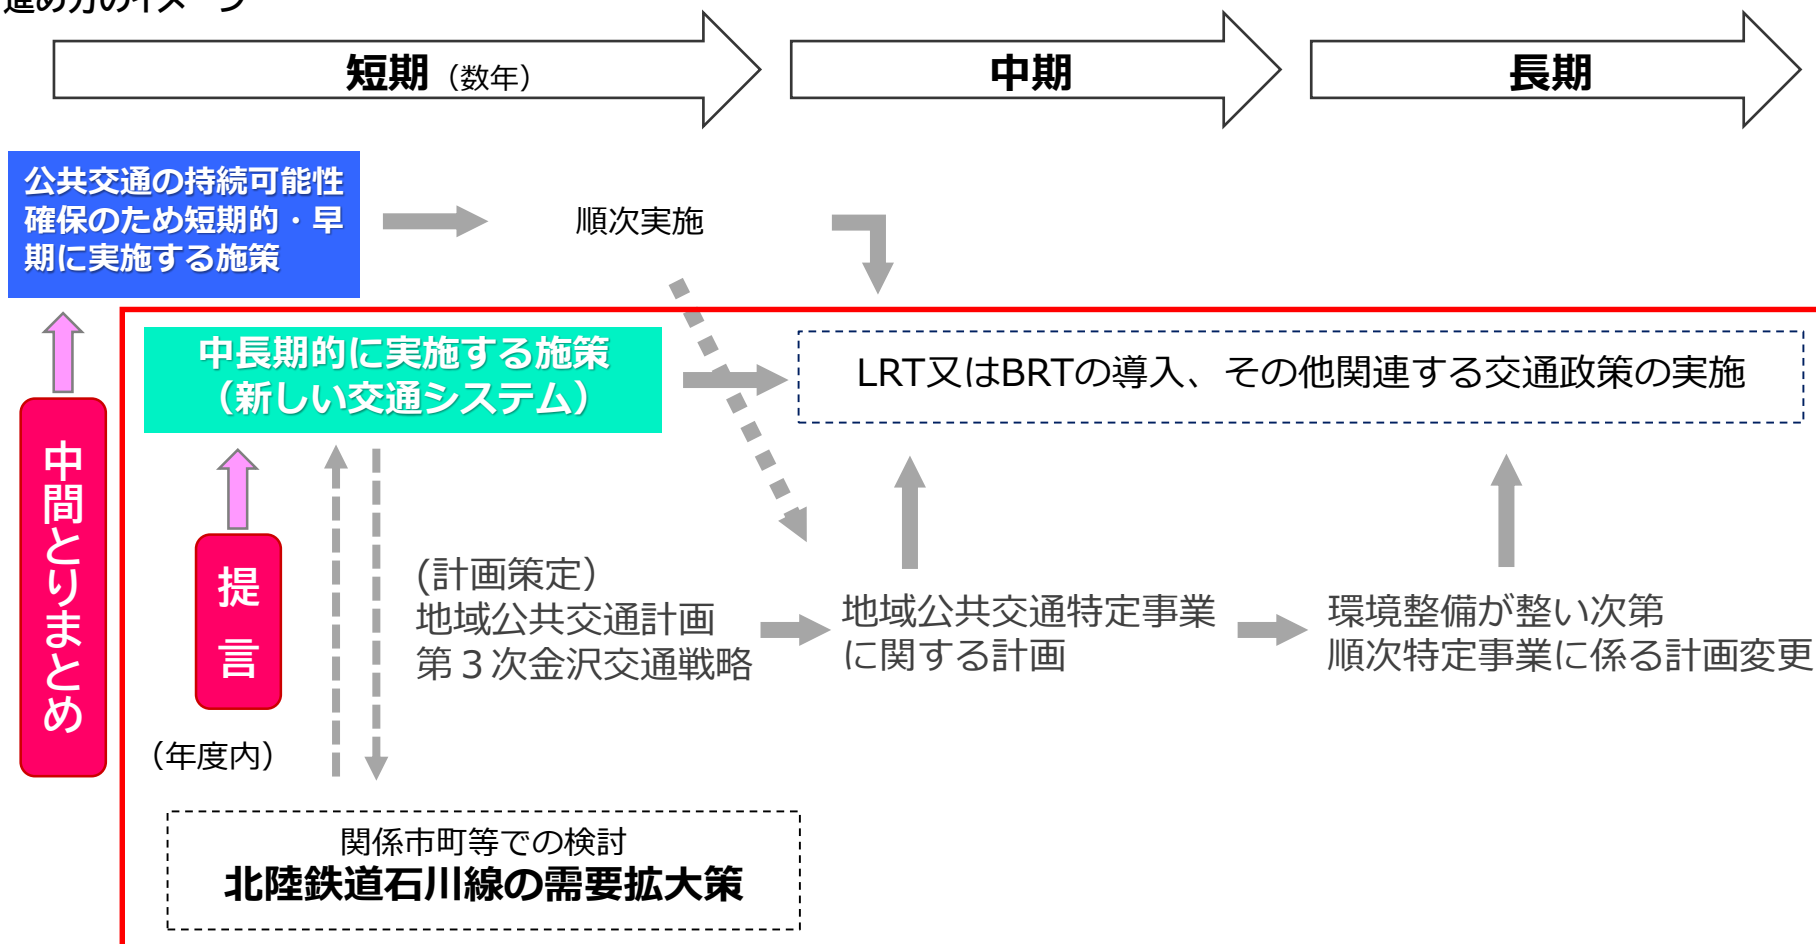 進め方のイメージ
短期（数年）
中期
長期
公共交通の持続可能性
確保のため短期的・早
期に実施する施策
順次実施
中長期的に実施する施策
（新しい交通システム）
LRT又はBRTの導入、その他関連する交通政策の実施
中間とりまとめ
提言
(計画策定）
地域公共交通計画
第３次金沢交通戦略
地域公共交通特定事業
に関する計画
環境整備が整い次第
順次特定事業に係る計画変更
（年度内）
関係市町等での検討
北陸鉄道石川線の需要拡大策